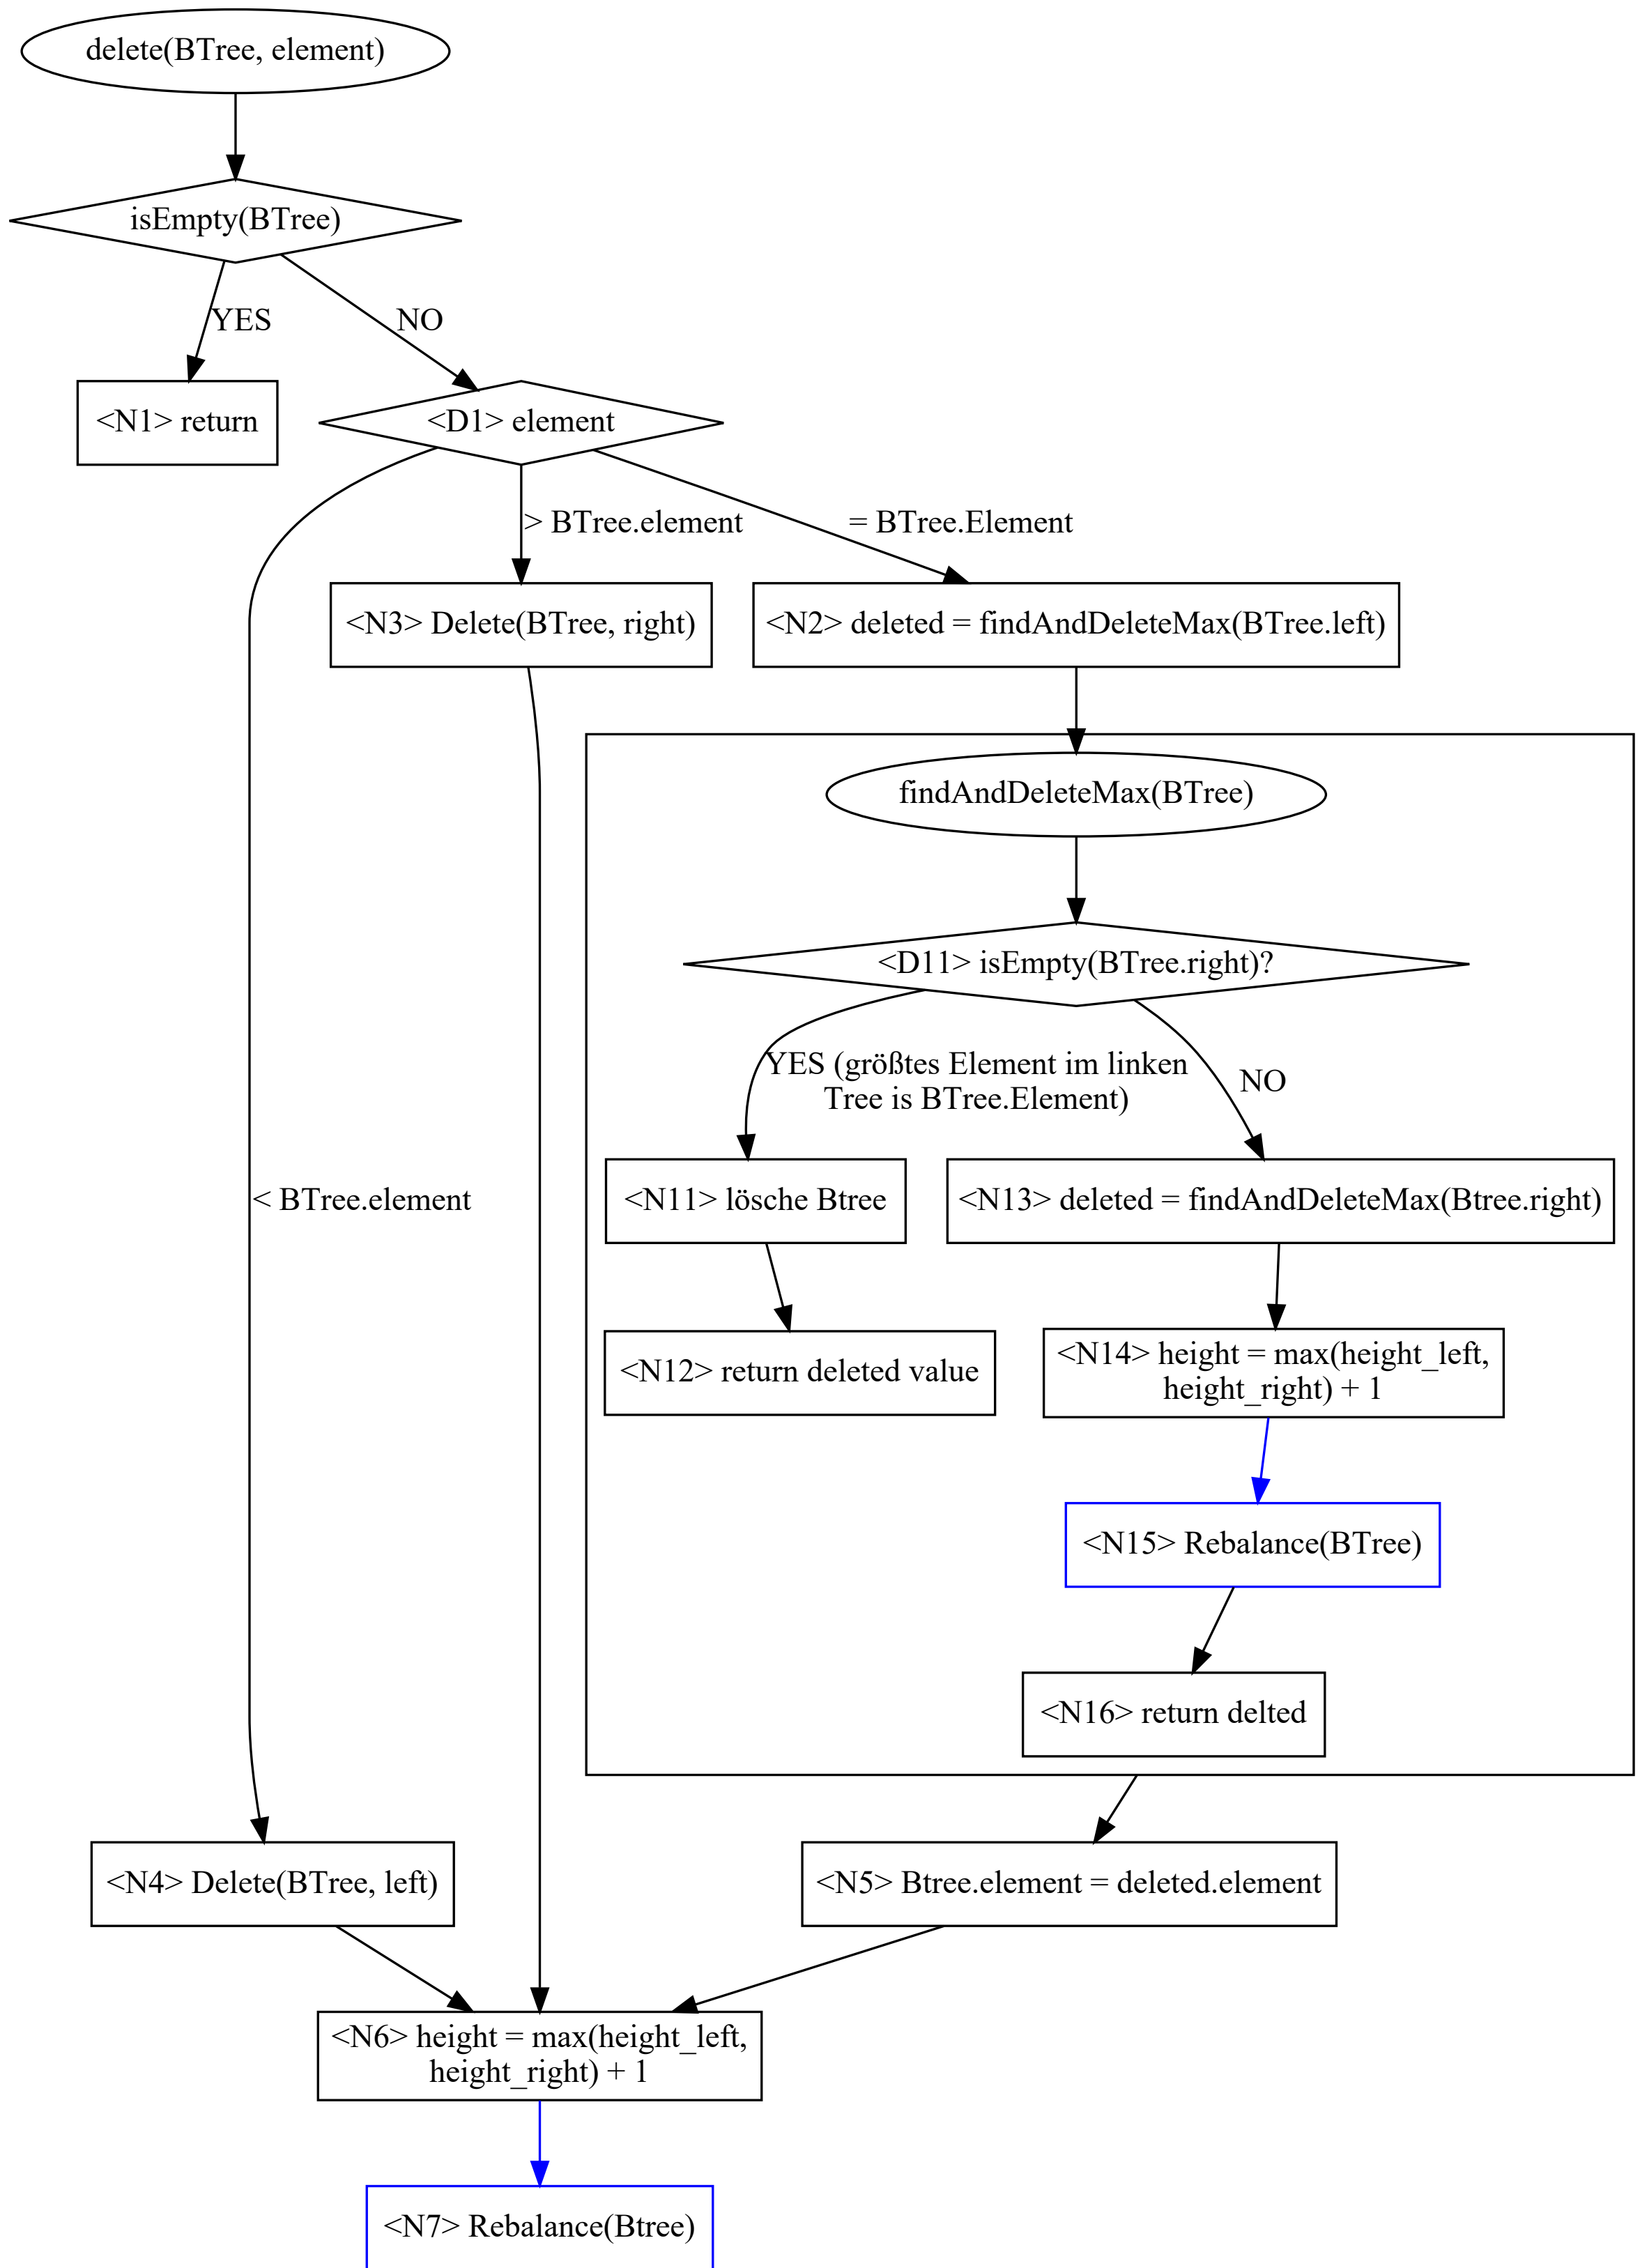 delete(BTree, element)
isEmpty(BTree)
YES
NO
<N1> return
<D1> element
> BTree.element
= BTree.Element
<N3> Delete(BTree, right)
<N2> deleted = findAndDeleteMax(BTree.left)
findAndDeleteMax(BTree)
<D11> isEmpty(BTree.right)?
YES (größtes Element im linken
Tree is BTree.Element)
NO
< BTree.element
<N11> lösche Btree
<N13> deleted = findAndDeleteMax(Btree.right)
<N12> return deleted value
<N14> height = max(height_left,
height_right) + 1
<N15> Rebalance(BTree)
<N16> return delted
<N4> Delete(BTree, left)
<N5> Btree.element = deleted.element
<N6> height = max(height_left,
height_right) + 1
<N7> Rebalance(Btree)